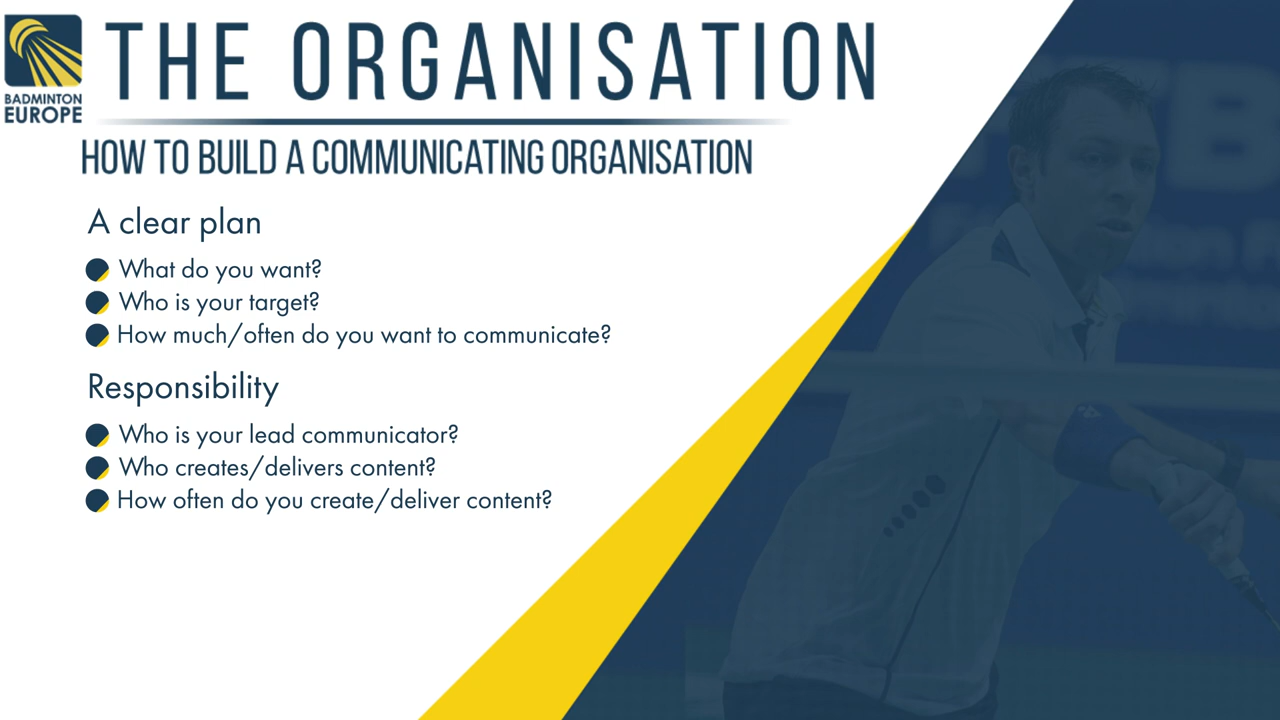 BADMINTON
EUROPE
THE ORGANISATION
HOW TO BUILD A COMMUNICATING ORGANISATION
A clear plan
What do you want?
Who is your target?
How much/often do you want to communicate?
Responsibility
Who is your lead communicator?
Who creates/delivers content?
How often do you create/deliver content?